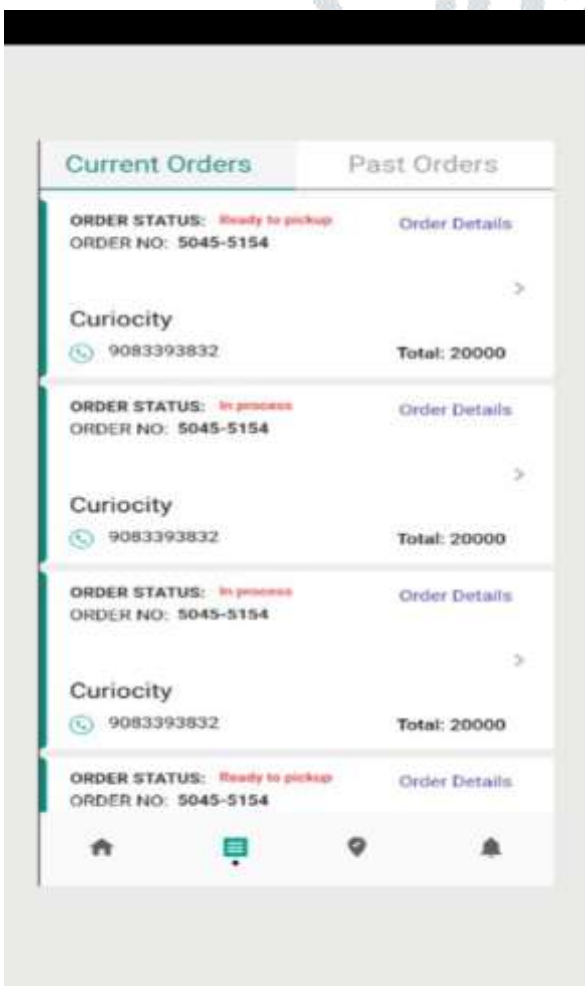 Current Orders Past Orders
ORDER STATUS: Ready to pickup Order Details
ORDER NO: 5045-5154
Curiocity
9083393832 Total: 20000
ORDER STATUS: In process Order Details
ORDER NO: 5045-5154
Curiocity
9083393832 Total: 20000
ORDER STATUS: In process Order Details
ORDER NO: 5045-5154
Curiocity
9083393832 Total: 20000
ORDER STATUS: Ready to pickup Order Details
ORDER NO: 5045-5154